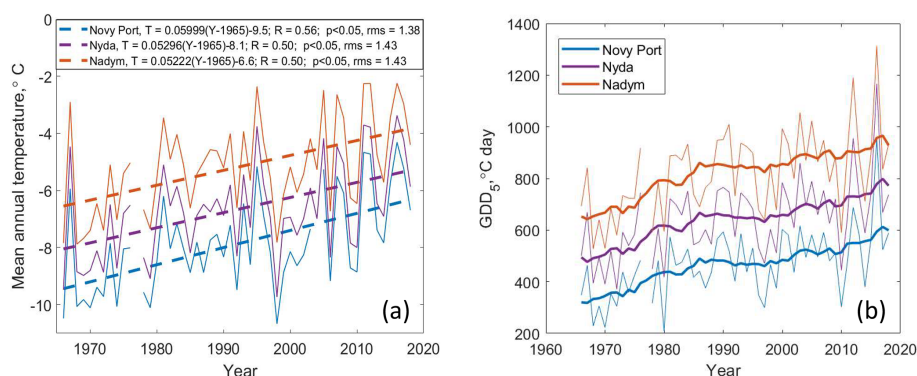 Novy Port, T = 0.05999(Y-1965)-9.5; R = 0.56; p<0.05, rms = 1.38
Nyda, T = 0.05296(Y-1965)-8.1; R = 0.50; p<0.05, rms = 1.43
Nadym, T = 0.05222(Y-1965)-6.6; R = 0.50; p<0.05, rms = 1.43
0
-2
-4
-6
-8
-10
Mean annual temperature,° C
1970 1980 1990 2000 2010 2020
Year
(a)
Novy Port
Nyda
Nadym
1400
1200
1000
800
600
400
200
GDD5,°C day
1960 1970 1980 1990 2000 2010 2020
Year
(b)